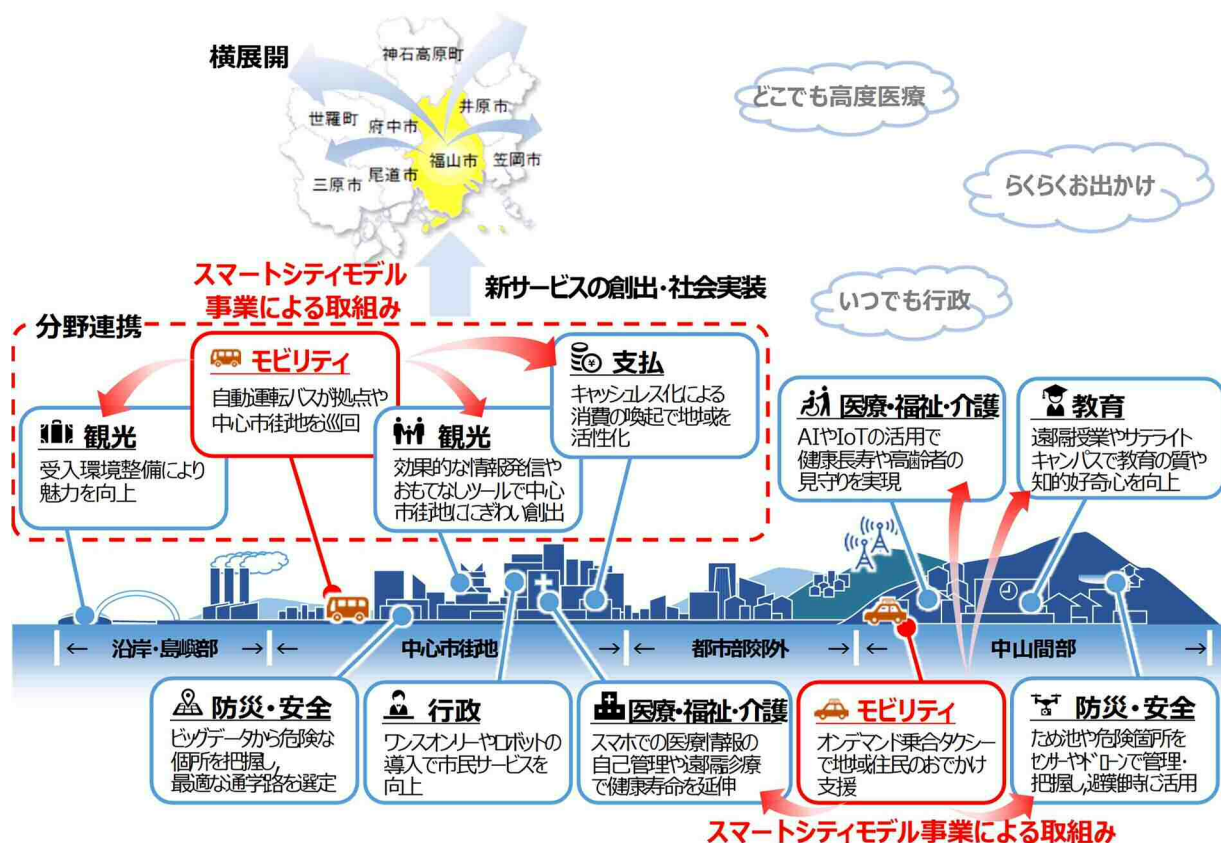 横展開
神石高原町
井原市
世羅町
府中市
福山市
笠岡市
尾道市
三原市
どこでも高度医療
らくらくお出かけ
いつでも行政
スマートシティモデル
事業による取組み
新サービスの創出・社会実装
分野連携
モビリティ
自動運転バスが拠点や
中心市街地を巡回
観光
受入環境整備により
魅力を向上
観光
効果的な情報発信や
おもてなしツールで中心
市街地ににぎわい創出
支払
キャッシュレス化による
消費の喚起で地域を
活性化
医療・福祉・介護
AIやIoTの活用で
健康長寿や高齢者の
見守りを実現
教育
遠隔授業やサテライト
キャンパスで教育の質や
知的好奇心を向上
沿岸・島嶼部
中心市街地
都市部郊外
中山間部
防災・安全
ビッグデータから危険な
個所を把握し,
最適な通学路を選定
行政
ワンスオンリーやロボットの
導入で市民サービスを
向上
医療・福祉・介護
スマホでの医療情報の
自己管理や遠隔診療
で健康寿命を延伸
モビリティ
オンデマンド乗合タクシー
で地域住民のおでかけ
支援
防災・安全
ため池や危険箇所を
センサーやドローンで管理・
把握し,避難時に活用
スマートシティモデル事業による取組み